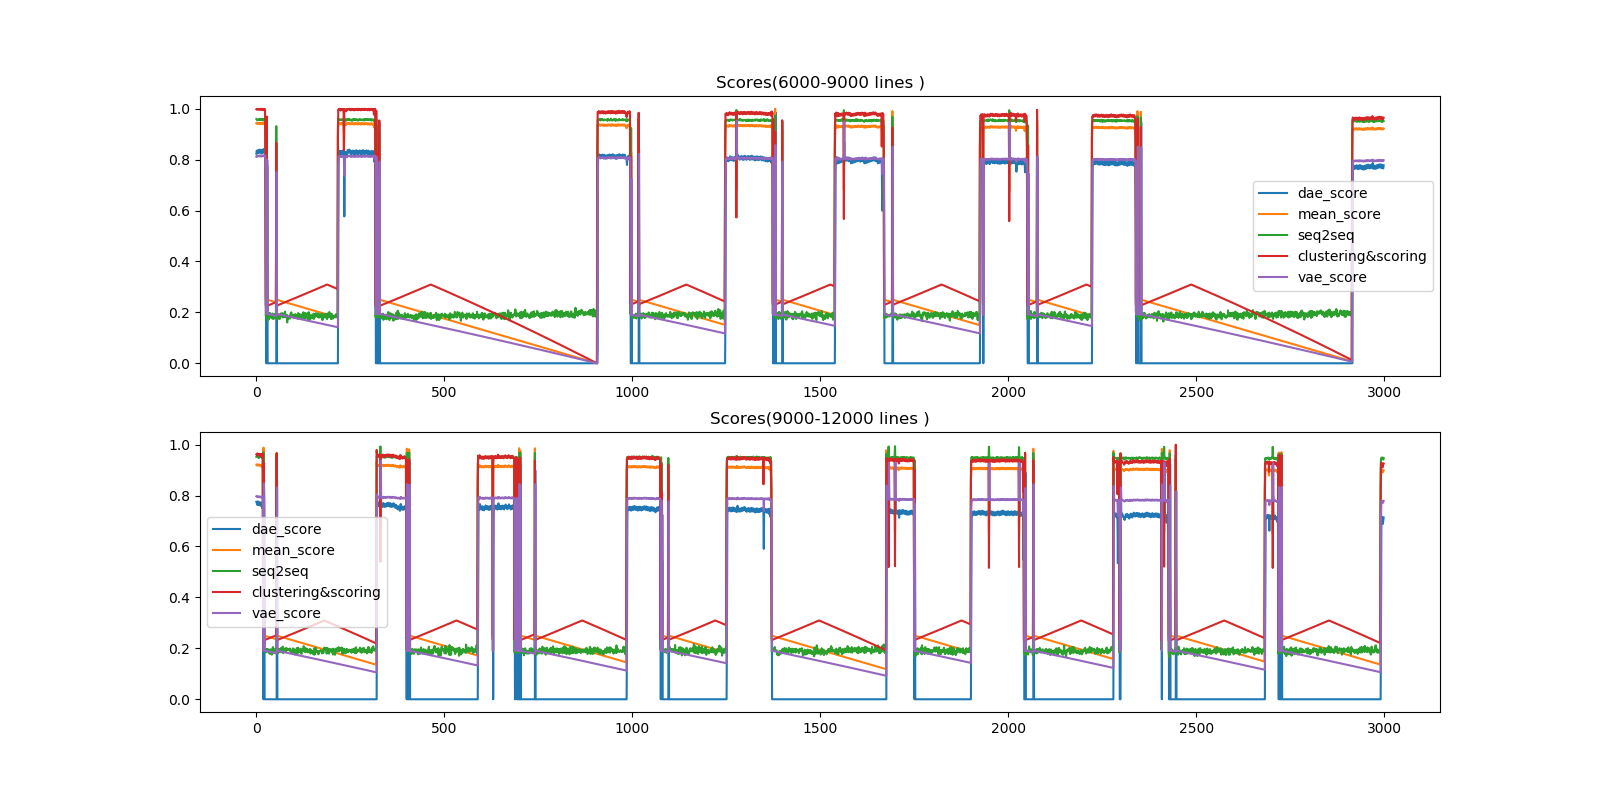 Scores(6000-9000 lines )
1.0
0.8
0.6
0.4
0.2
0.0
dae_score
mean_score
seq2seq
clustering&scoring
vae_score
0 500 1000 1500 2000 2500 3000
Scores(9000-12000 lines )
1.0
0.8
0.6
0.4
0.2
0.0
dae_score
mean_score
seq2seq
clustering&scoring
vae_score
0 500 1000 1500 2000 2500 3000